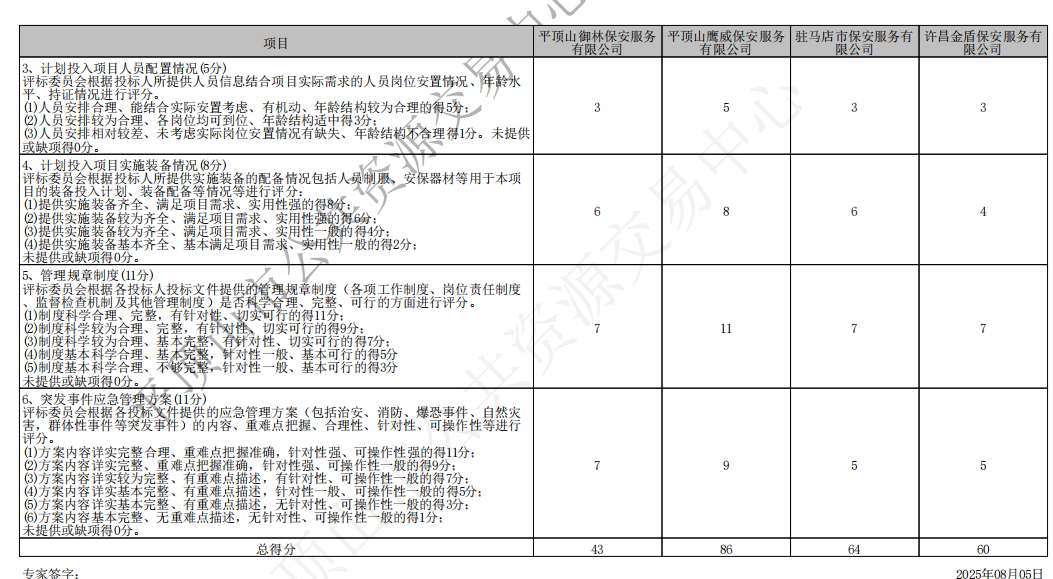 项目
平顶山御林保安服务
有限公司
平顶山鹰威保安服务
有限公司
驻马店市保安服务有
限公司
许昌金盾保安服务有
限公司
3、计划投入项目人员配置情况(5分)
评标委员会根据投标人所提供人员信息结合项目实际需求的人员岗位安置情况、年龄水
平、持证情况进行评分。
(1)人员安排合理、能结合实际安置考虑、有机动、年龄结构较为合理的得5分;
(2)人员安排较为合理、各岗位均可到位、年龄结构适中得3分;
(3)人员安排相对较差、未考虑实际岗位安置情况有缺失、年龄结构不合理得1分。未提供
或缺项得0分。
3
5
3
3
4、计划投入项目实施装备情况(8分)
评标委员会根据投标人所提供实施装备的配备情况包括人员制服、安保器材等用于本项
目的装备投入计划、装备配备等情况等进行评分:
(1)提供实施装备齐全、满足项目需求、实用性强的得8分;
(2)提供实施装备较为齐全、满足项目需求、实用性强的得6分;
(3)提供实施装备较为齐全、满足项目需求、实用性一般的得4分;
(4)提供实施装备基本齐全、基本满足项目需求、实用性一般的得2分;
未提供或缺项得0分。
6
8
6
4
5、管理规章制度(11分)
评标委员会根据各投标人投标文件提供的管理规章制度（各项工作制度、岗位责任制度
、监督检查机制及其他管理制度）是否科学合理、完整、可行的方面进行评分。
(1)制度科学合理、完整，有针对性、切实可行的得11分;
(2)制度科学较为合理、完整，有针对性、切实可行的得9分;
(3)制度科学较为合理、基本完整，有针对性、切实可行的得7分;
(4)制度基本科学合理、基本完整，针对性一般、基本可行的得5分
(5)制度基本科学合理、不够完整，针对性一般、基本可行的得3分
未提供或缺项得0分。
7
11
7
7
6、突发事件应急管理方案(11分)
评标委员会根据各投标文件提供的应急管理方案（包括治安、消防、爆恐事件、自然灾
害，群体性事件等突发事件）的内容、重难点把握、合理性、针对性、可操作性等进行
评分。
(1)方案内容详实完整合理、重难点把握准确，针对性强、可操作性强的得11分;
(2)方案内容详实完整、重难点把握准确，针对性强、可操作性一般的得9分;
(3)方案内容详实较为完整、有重难点描述，有针对性、可操作性一般的得7分;
(4)方案内容详实基本完整、有重难点描述，针对性一般、可操作性一般的得5分;
(5)方案内容详实基本完整、有重难点描述，无针对性、可操作性一般的得3分;
(6)方案内容基本完整、无重难点描述，无针对性、可操作性一般的得1分;
未提供或缺项得0分。
7
9
5
5
总得分
43
86
64
60
专家签字：
2025年08月05日
平顶山市公共资源交易中心
顶山市公共资源交易中心